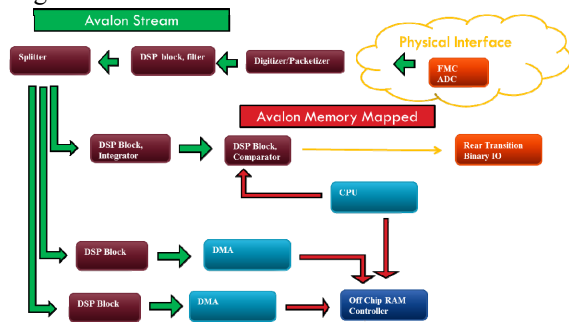 Avalon Stream
Physical Interface
Splitter
DSP block, filter
Digitizer/Packetizer
FMC
ADC
Avalon Memory Mapped
DSP Block,
Integrator
DSP Block,
Comparator
Rear Transition
Binary IO
CPU
DSP Block
DMA
DSP Block
DMA
Off Chip RAM
Controller